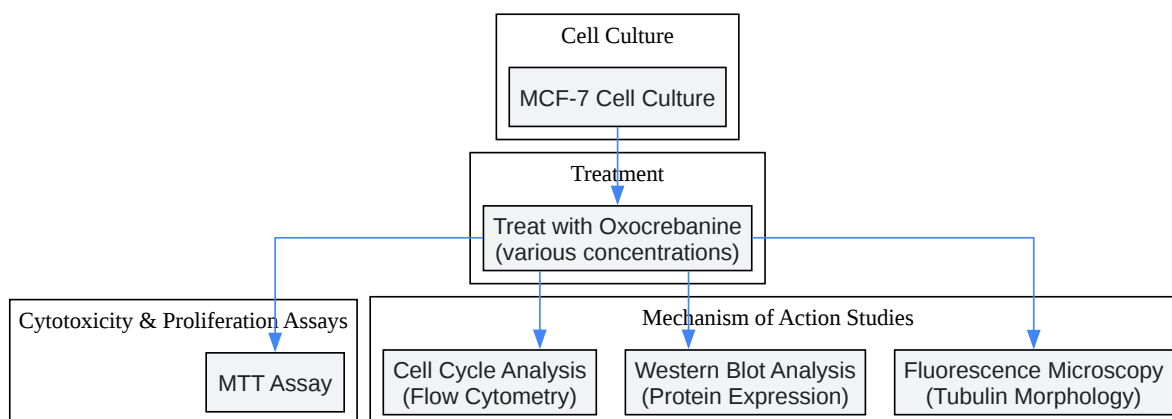 Cell Culture
MCF-7 Cell Culture
Treatment
Treat with Oxocrebanine
(various concentrations)
Cytotoxicity & Proliferation Assays
MTT Assay
Mechanism of Action Studies
Cell Cycle Analysis
(Flow Cytometry)
Western Blot Analysis
(Protein Expression)
Fluorescence Microscopy
(Tubulin Morphology)